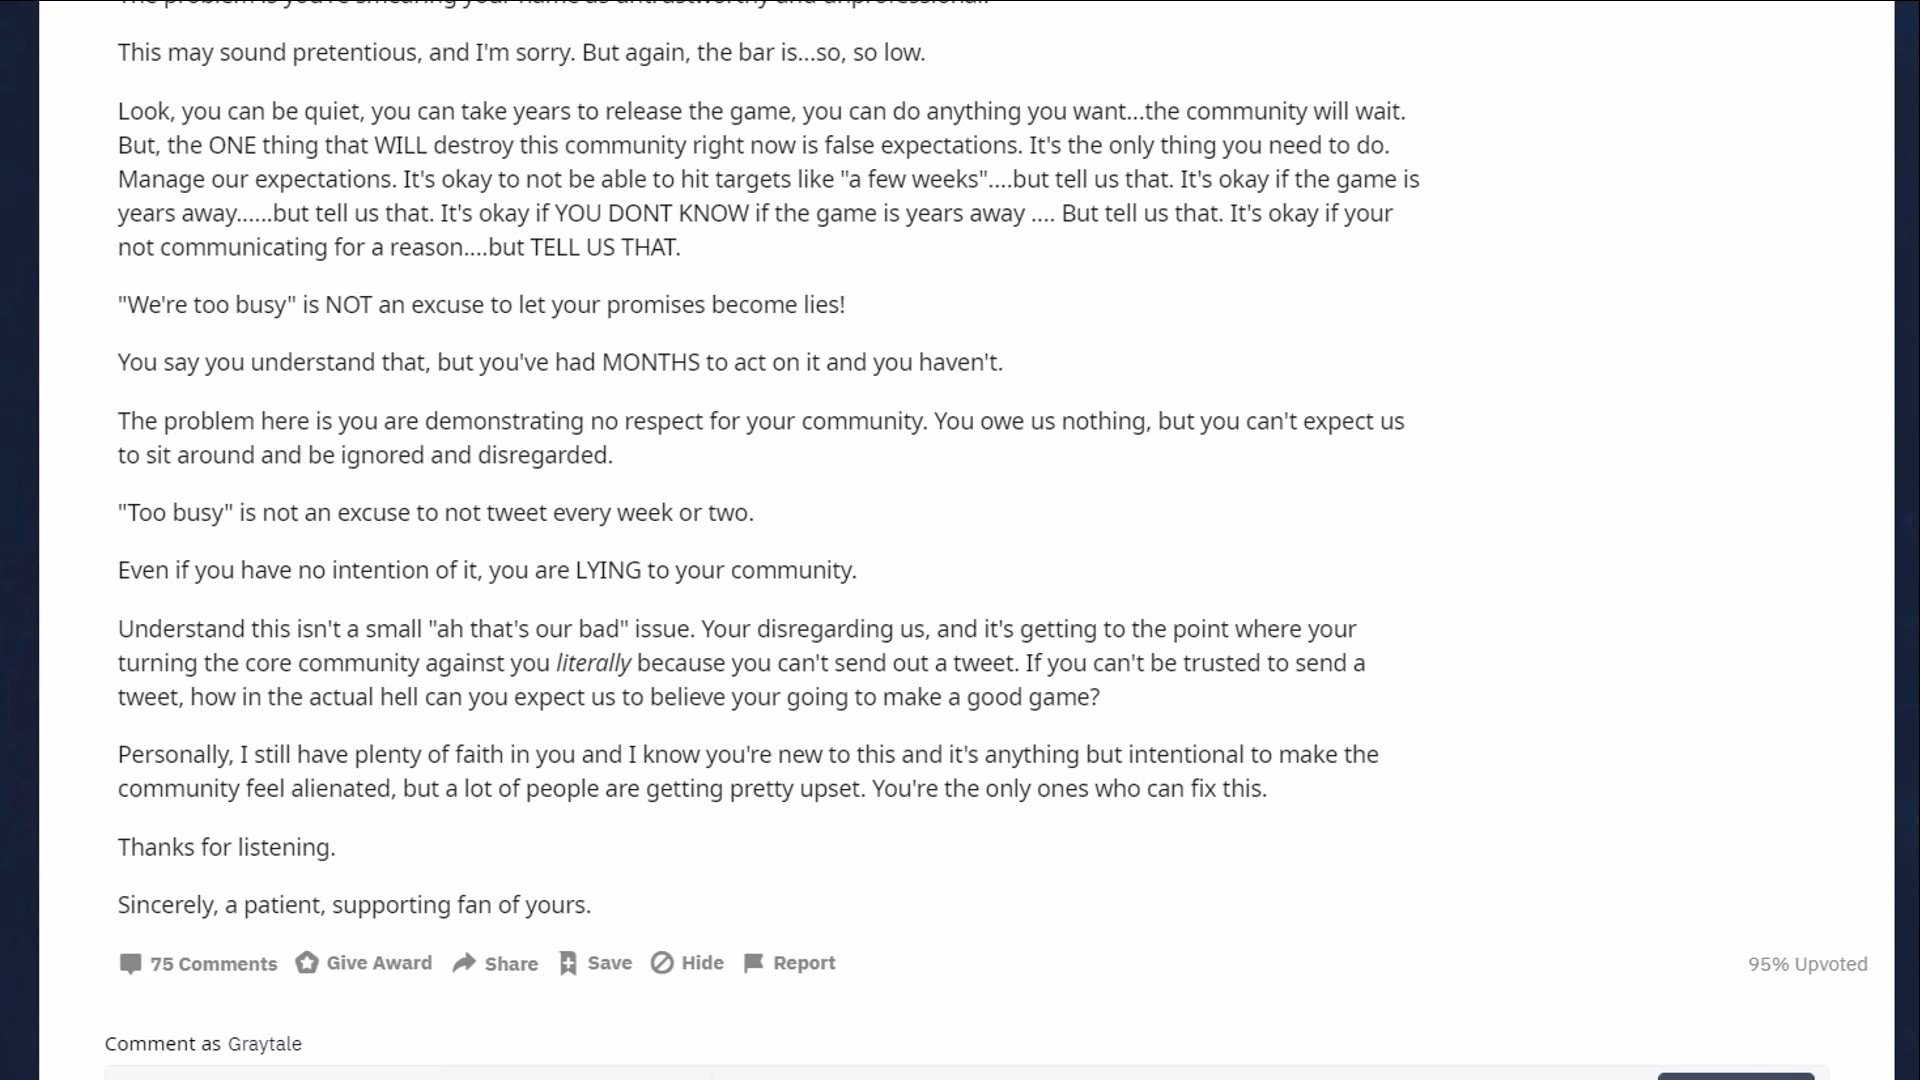 The problem is you're smearing your name as untrustworthy and unprofessional.
This may sound pretentious, and I'm sorry. But again, the bar is...so, so low.
Look, you can be quiet, you can take years to release the game, you can do anything you want...the community will wait.
But, the ONE thing that WILL destroy this community right now is false expectations. It's the only thing you need to do.
Manage our expectations. It's okay to not be able to hit targets like "a few weeks"....but tell us that. It's okay if the game is
years away......but tell us that. It's okay if YOU DONT KNOW if the game is years away .... But tell us that. It's okay if your
not communicating for a reason....but TELL US THAT.
"We're too busy" is NOT an excuse to let your promises become lies!
You say you understand that, but you've had MONTHS to act on it and you haven't.
The problem here is you are demonstrating no respect for your community. You owe us nothing, but you can't expect us
to sit around and be ignored and disregarded.
"Too busy" is not an excuse to not tweet every week or two.
Even if you have no intention of it, you are LYING to your community.
Understand this isn't a small "ah that's our bad" issue. Your disregarding us, and it's getting to the point where your
turning the core community against you literally because you can't send out a tweet. If you can't be trusted to send a
tweet, how in the actual hell can you expect us to believe your going to make a good game?
Personally, I still have plenty of faith in you and I know you're new to this and it's anything but intentional to make the
community feel alienated, but a lot of people are getting pretty upset. You're the only ones who can fix this.
Thanks for listening.
Sincerely, a patient, supporting fan of yours.
75 Comments Give Award Share Save Hide Report 95% Upvoted
Comment as Graytale